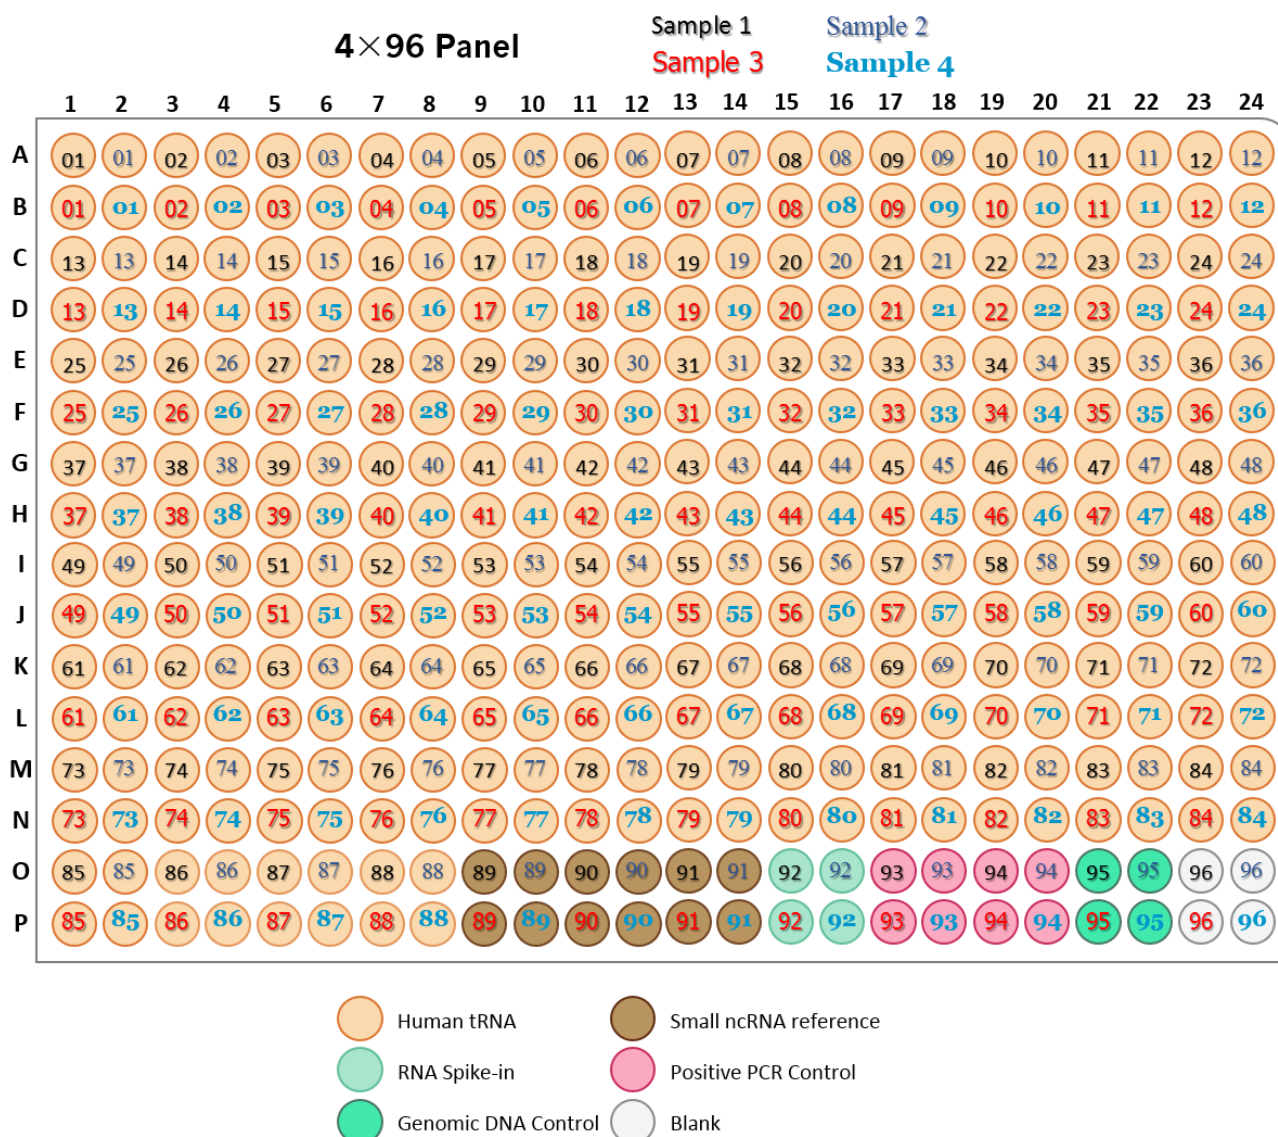 4×96 Panel
Sample 1 Sample 2
Sample 3 Sample 4
1 2 3 4 5 6 7 8 9 10 11 12 13 14 15 16 17 18 19 20 21 22 23 24
A 01 01 02 02 03 03 04 04 05 05 06 06 07 07 08 08 09 09 10 10 11 11 12 12
B 01 01 02 02 03 03 04 04 05 05 06 06 07 07 08 08 09 09 10 10 11 11 12 12
C 13 13 14 14 15 15 16 16 17 17 18 18 19 19 20 20 21 21 22 22 23 23 24 24
D 13 13 14 14 15 15 16 16 17 17 18 18 19 19 20 20 21 21 22 22 23 23 24 24
E 25 25 26 26 27 27 28 28 29 29 30 30 31 31 32 32 33 33 34 34 35 35 36 36
F 25 25 26 26 27 27 28 28 29 29 30 30 31 31 32 32 33 33 34 34 35 35 36 36
G 37 37 38 38 39 39 40 40 41 41 42 42 43 43 44 44 45 45 46 46 47 47 48 48
H 37 37 38 38 39 39 40 40 41 41 42 42 43 43 44 44 45 45 46 46 47 47 48 48
I 49 49 50 50 51 51 52 52 53 53 54 54 55 55 56 56 57 57 58 58 59 59 60 60
J 49 49 50 50 51 51 52 52 53 53 54 54 55 55 56 56 57 57 58 58 59 59 60 60
K 61 61 62 62 63 63 64 64 65 65 66 66 67 67 68 68 69 69 70 70 71 71 72 72
L 61 61 62 62 63 63 64 64 65 65 66 66 67 67 68 68 69 69 70 70 71 71 72 72
M 73 73 74 74 75 75 76 76 77 77 78 78 79 79 80 80 81 81 82 82 83 83 84 84
N 73 73 74 74 75 75 76 76 77 77 78 78 79 79 80 80 81 81 82 82 83 83 84 84
O 85 85 86 86 87 87 88 88 89 89 90 90 91 91 92 92 93 93 94 94 95 95 96 96
P 85 85 86 86 87 87 88 88 89 89 90 90 91 91 92 92 93 93 94 94 95 95 96 96
Human tRNA Small ncRNA reference
RNA Spike-in Positive PCR Control
Genomic DNA Control Blank